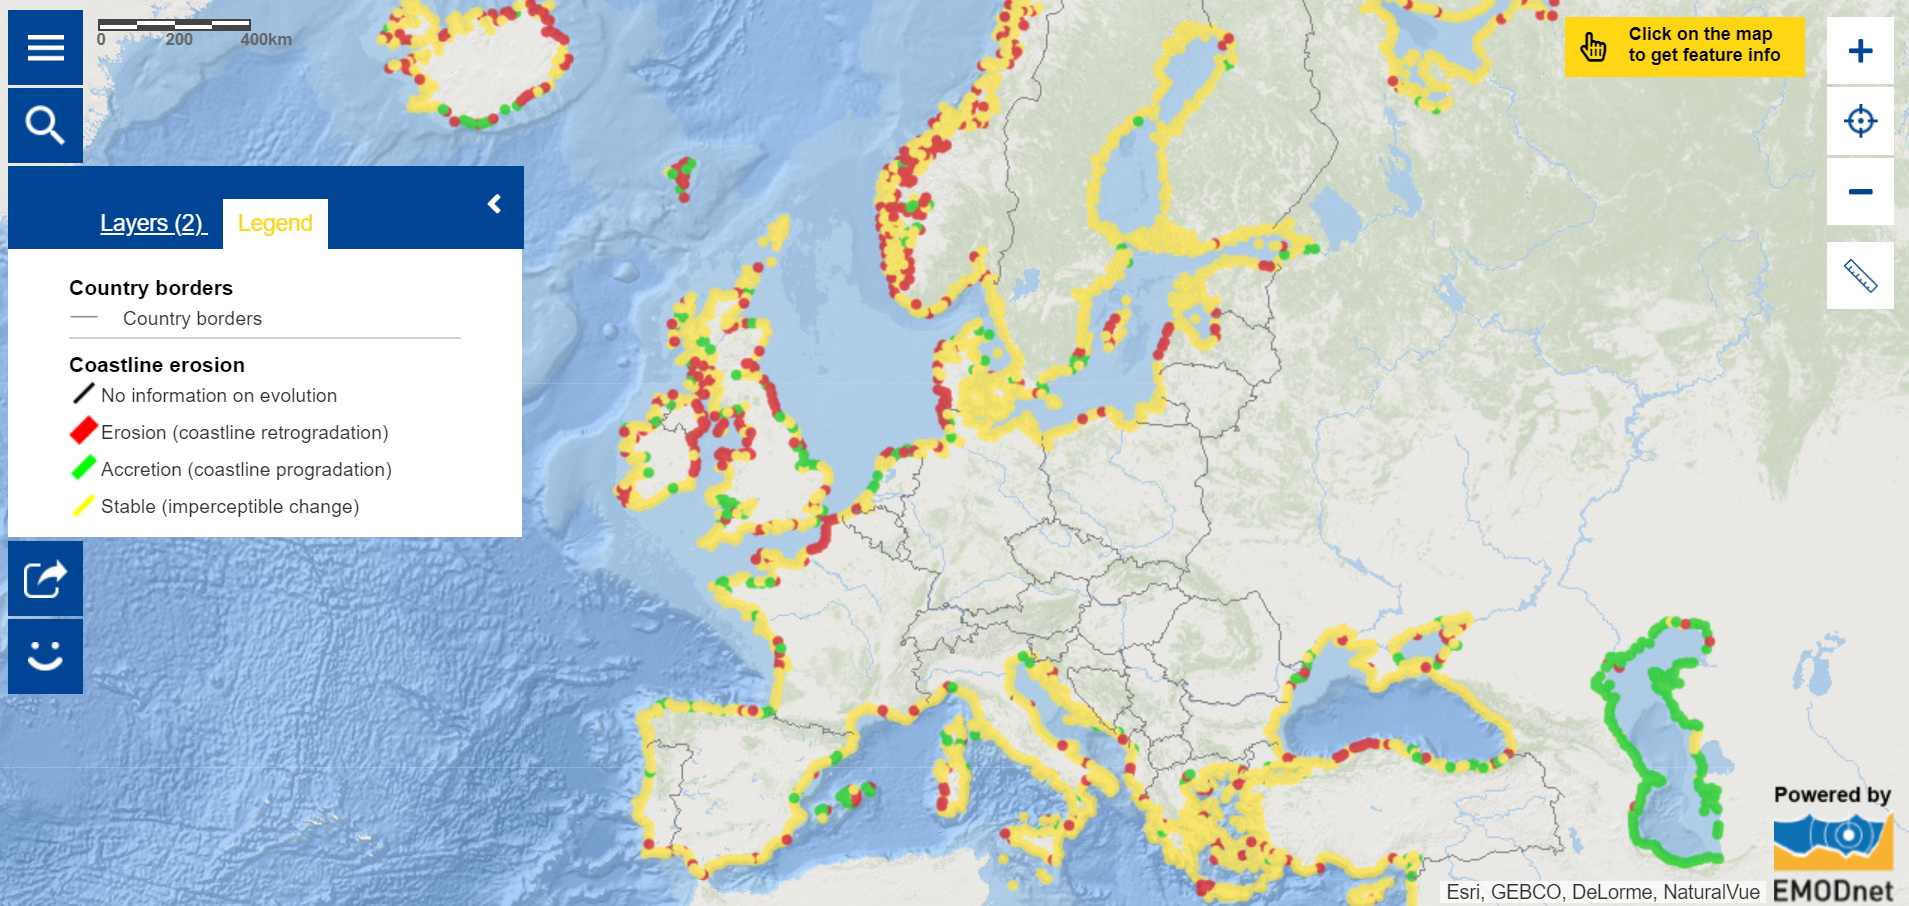 0 200 400km
Click on the map
to get feature info
Layers (2)
Legend
Country borders
Country borders
Coastline erosion
No information on evolution
Erosion (coastline retrogradation)
Accretion (coastline progradation)
Stable (imperceptible change)
Powered by
EMODnet
Esri, GEBCO, DeLorme, NaturalVue